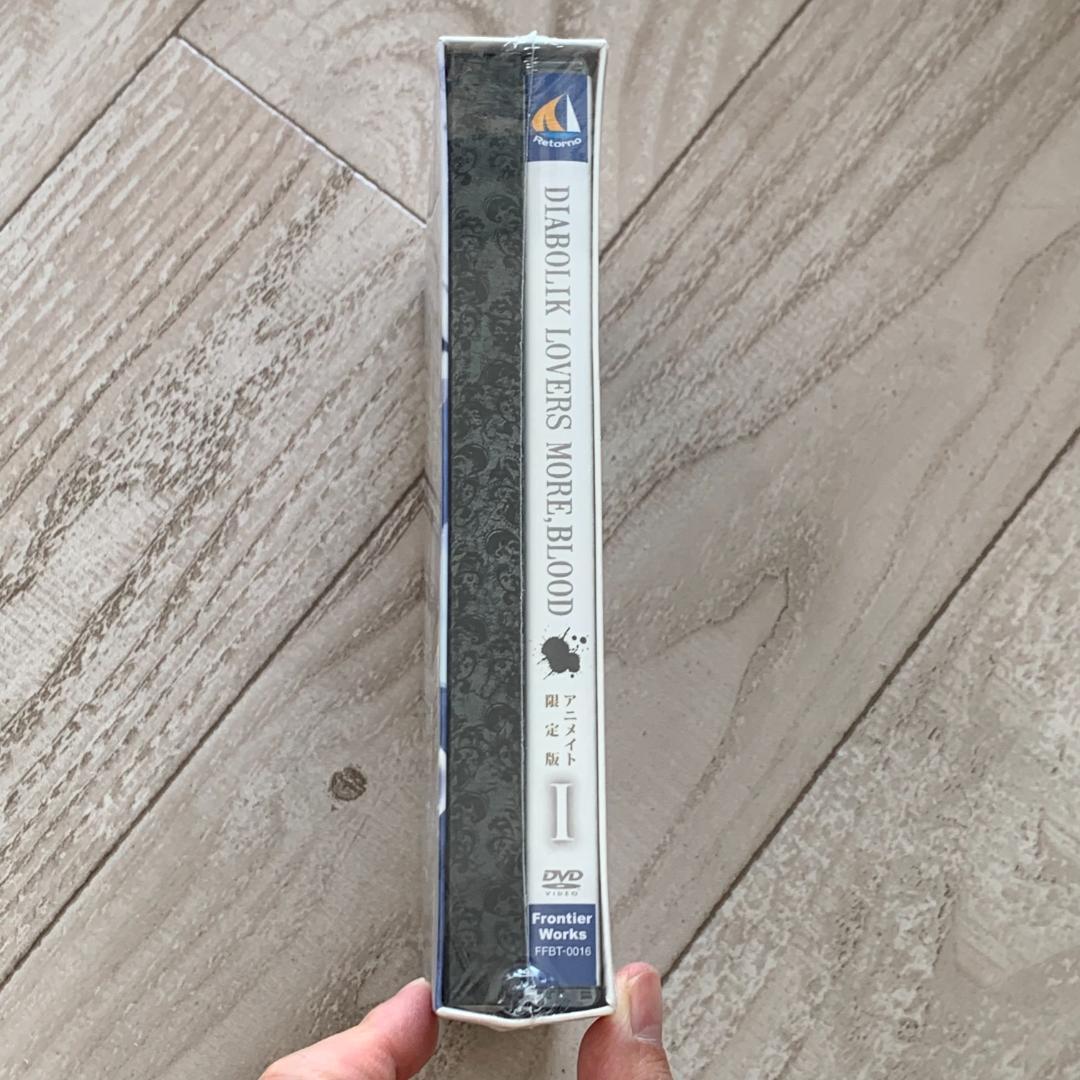 Retorno
DIABOLIK LOVERS MORE,BLOOD
アニメイト
限定版
I
DVD
VIDEO
Frontier
Works
FFBT-0016